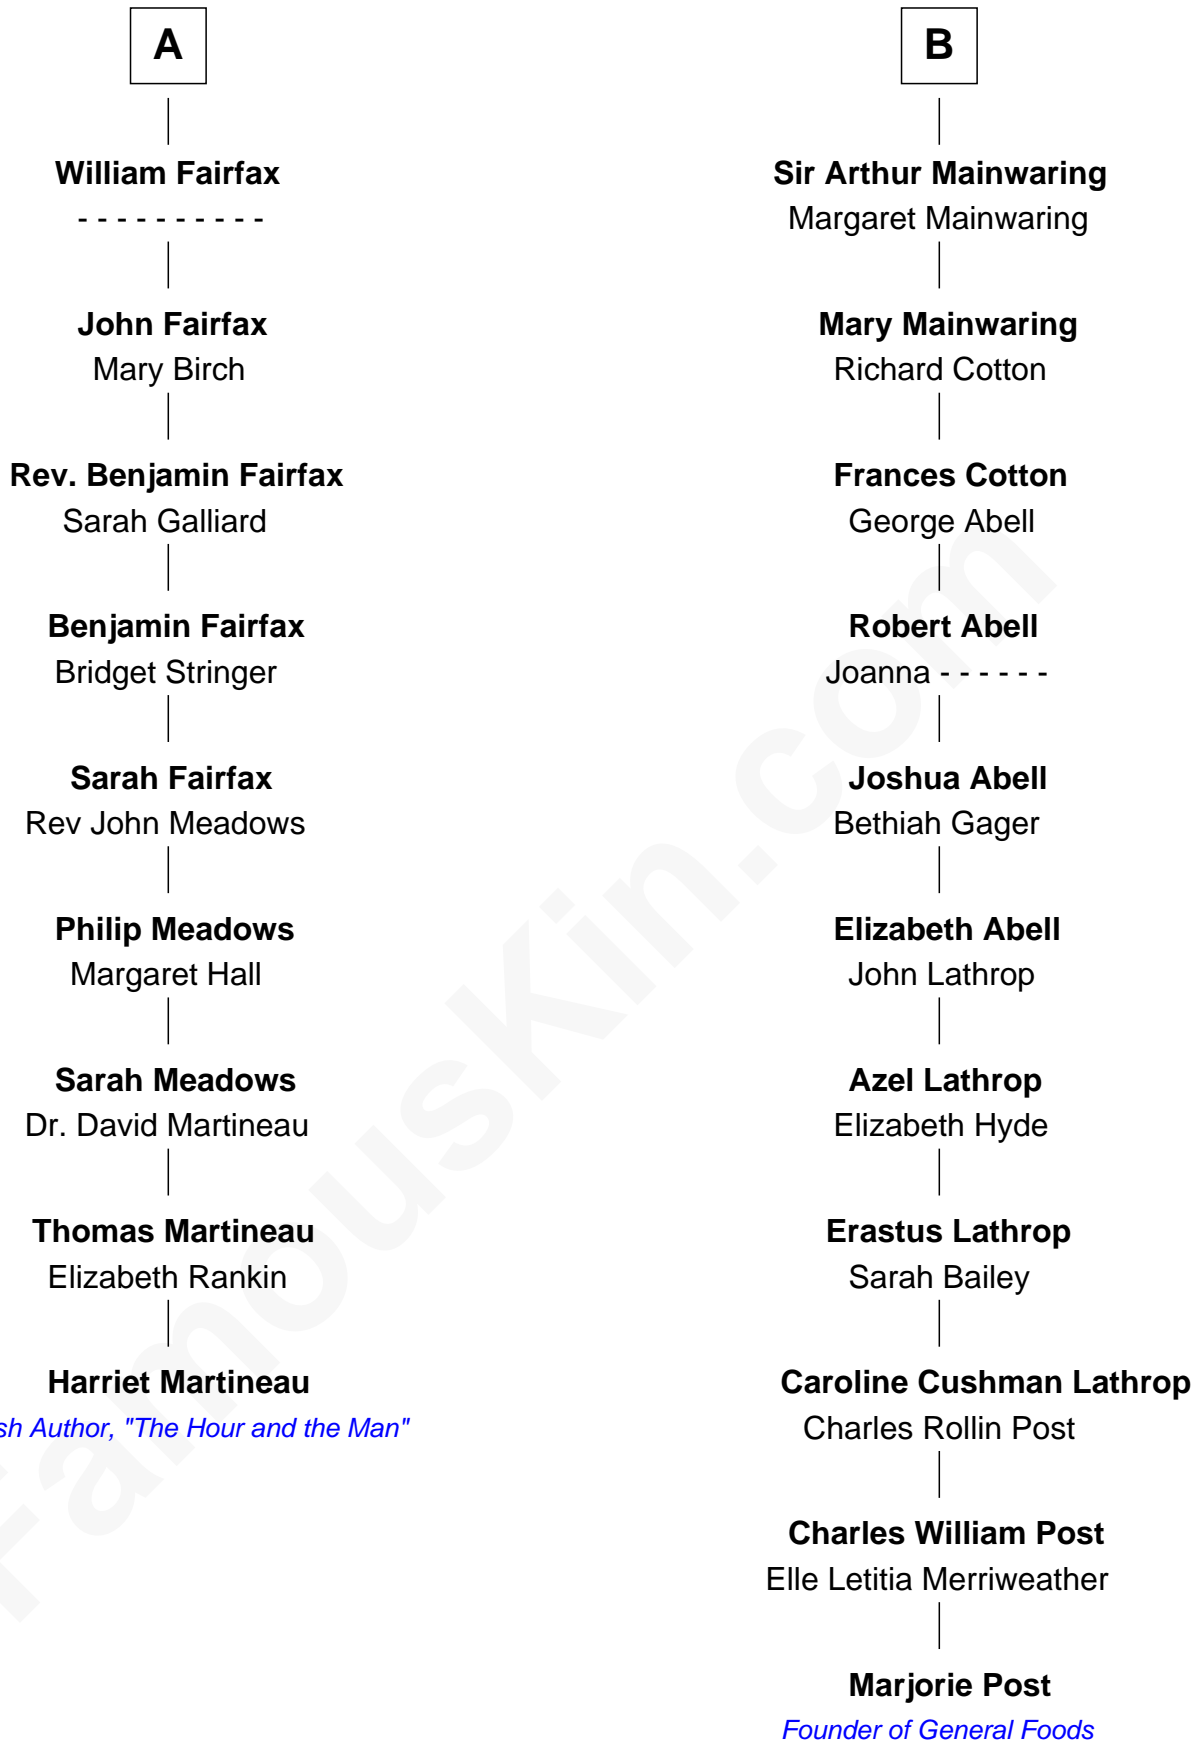 A
William Fairfax
- - - - - - - - - -
John Fairfax
Mary Birch
Rev. Benjamin Fairfax
Sarah Galliard
Benjamin Fairfax
Bridget Stringer
Sarah Fairfax
Rev John Meadows
Philip Meadows
Margaret Hall
Sarah Meadows
Dr. David Martineau
Thomas Martineau
Elizabeth Rankin
Harriet Martineau
sh Author, "The Hour and the Man"
B
Sir Arthur Mainwaring
Margaret Mainwaring
Mary Mainwaring
Richard Cotton
Frances Cotton
George Abell
Robert Abell
Joanna - - - - - -
Joshua Abell
Bethiah Gager
Elizabeth Abell
John Lathrop
Azel Lathrop
Elizabeth Hyde
Erastus Lathrop
Sarah Bailey
Caroline Cushman Lathrop
Charles Rollin Post
Charles William Post
Elle Letitia Merriweather
Marjorie Post
Founder of General Foods
FamousKin.com